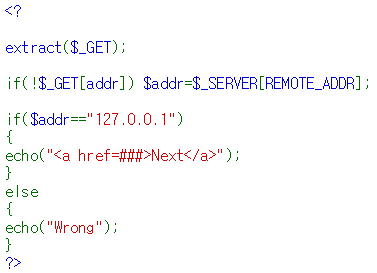 <?
extract($_GET);
if(!$_GET[addr]) $addr=$_SERVER[REMOTE_ADDR];
if($addr=="127.0.0.1")
{
echo("<a href=###>Next</a>");
}
else
{
echo("Wrong");
}
?>